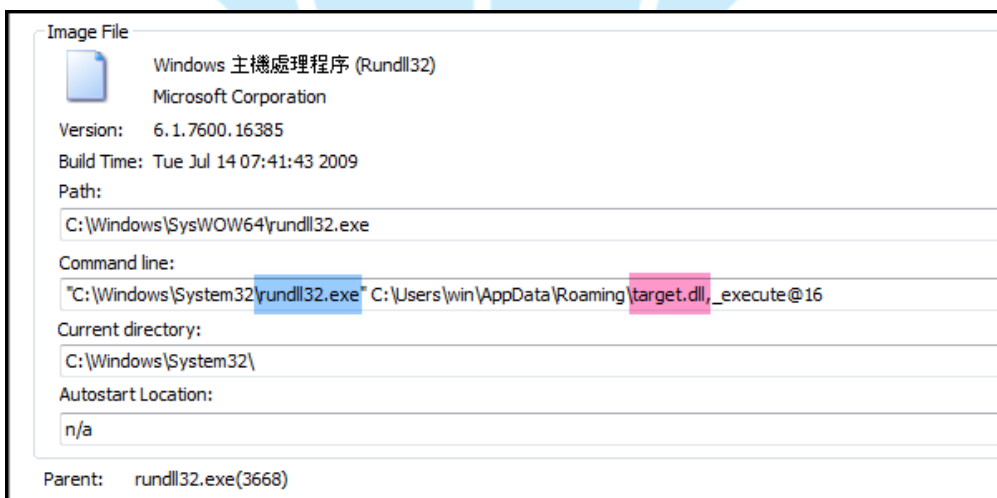 Image File
Windows 主機處理程序 (Rundll32)
Microsoft Corporation
Version: 6.1.7600.16385
Build Time: Tue Jul 14 07:41:43 2009
Path:
C:\Windows\SysWOW64\rundll32.exe
Command line:
"C:\Windows\System32\rundll32.exe" C:\Users\win\AppData\Roaming\target.dll,_execute@16
Current directory:
C:\Windows\System32\
Autostart Location:
n/a
Parent: rundll32.exe(3668)